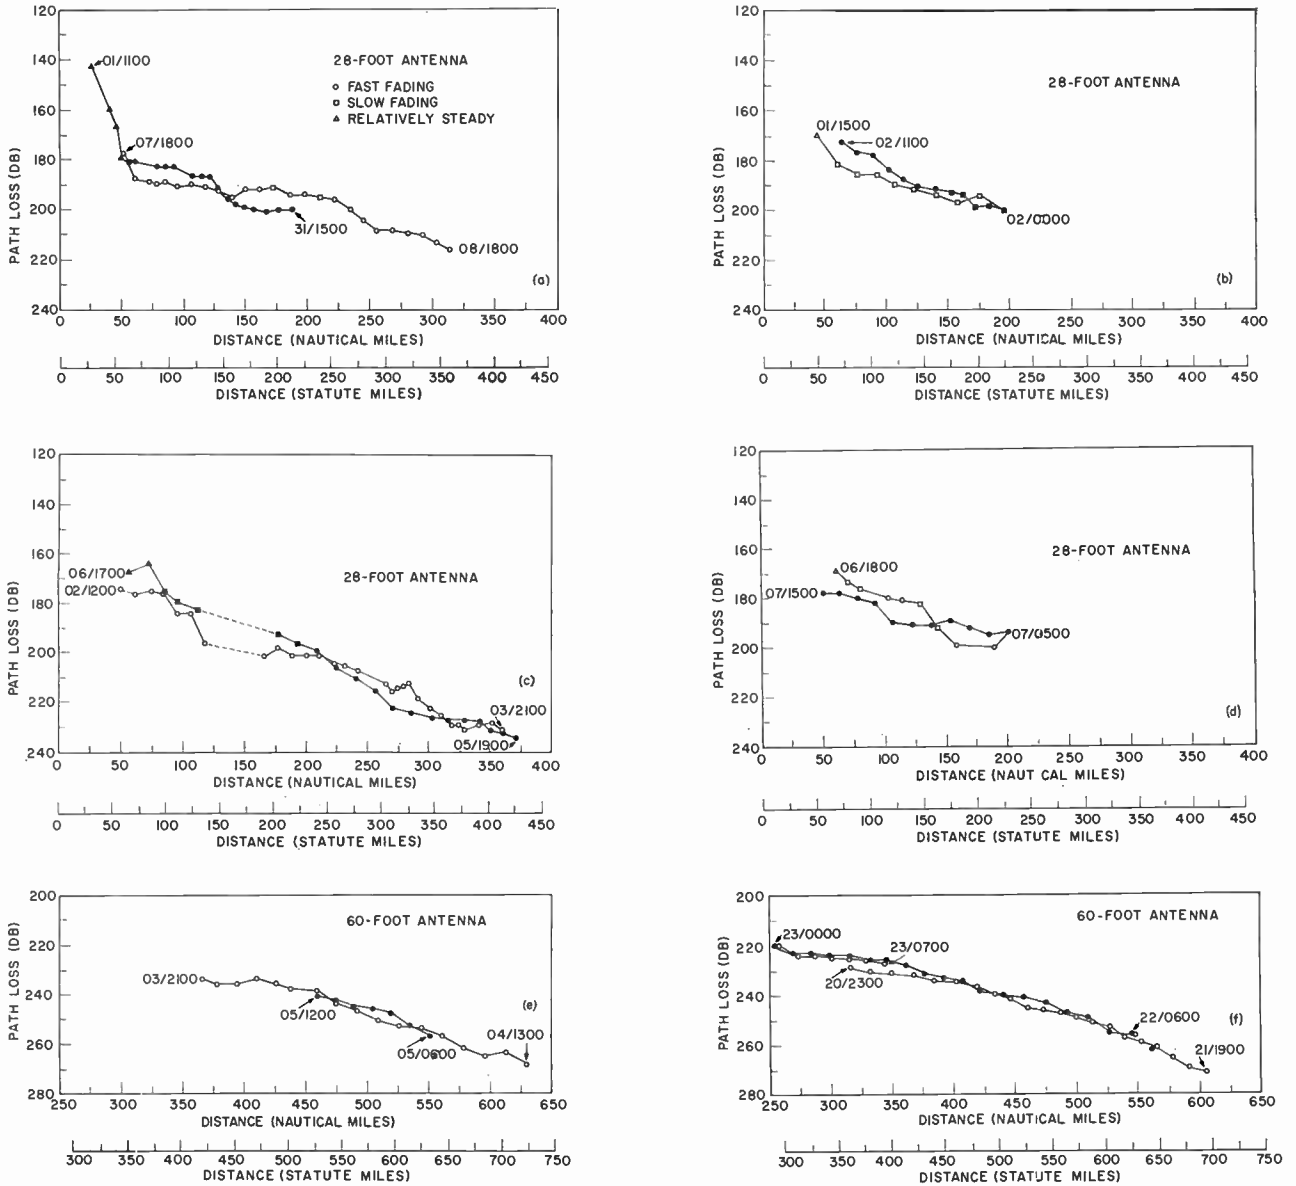 120
140
160
180
200
220
240
PATH LOSS (DB)
01/1100
28-FOOT ANTENNA
FAST FADING
SLOW FADING
RELATIVELY STEADY
07/1800
31/1500
08/1800
(a)
0 50 100 150 200 250 300 350 400
DISTANCE (NAUTICAL MILES)
0 50 100 150 200 250 300 350 400 450
DISTANCE (STATUTE MILES)
120
140
160
180
200
220
240
PATH LOSS (DB)
28-FOOT ANTENNA
01/1500
02/1100
02/0000
(b)
0 50 100 150 200 250 300 350 400
DISTANCE (NAUTICAL MILES)
0 50 100 150 200 250 300 350 400 450
DISTANCE (STATUTE MILES)
120
140
160
180
200
220
240
PATH LOSS (DB)
06/1700
02/1200
28-FOOT ANTENNA
(c)
03/2100
05/1900
0 50 100 150 200 250 300 350 400
DISTANCE (NAUTICAL MILES)
0 50 100 150 200 250 300 350 400 450
DISTANCE (STATUTE MILES)
120
140
160
180
200
220
240
PATH LOSS (DB)
28-FOOT ANTENNA
06/1800
07/1500
07/0500
(d)
0 50 100 150 200 250 300 350 400
DISTANCE (NAUT CAL MILES)
0 50 100 150 200 250 300 350 400 450
DISTANCE (STATUTE MILES)
200
220
240
260
280
PATH LOSS (DB)
60-FOOT ANTENNA
03/2100
05/1200
(e)
04/1300
05/0600
250 300 350 400 450 500 550 600 650
DISTANCE (NAUTICAL MILES)
300 350 400 450 500 550 600 650 700 750
DISTANCE (STATUTE MILES)
200
220
240
260
280
PATH LOSS (DB)
60-FOOT ANTENNA
23/0000
23/0700
20/2300
22/0600
(f)
21/1900
250 300 350 400 450 500 550 600 650
DISTANCE (NAUTICAL MILES)
300 350 400 450 500 550 600 650 700 750
DISTANCE (STATUTE MILES)